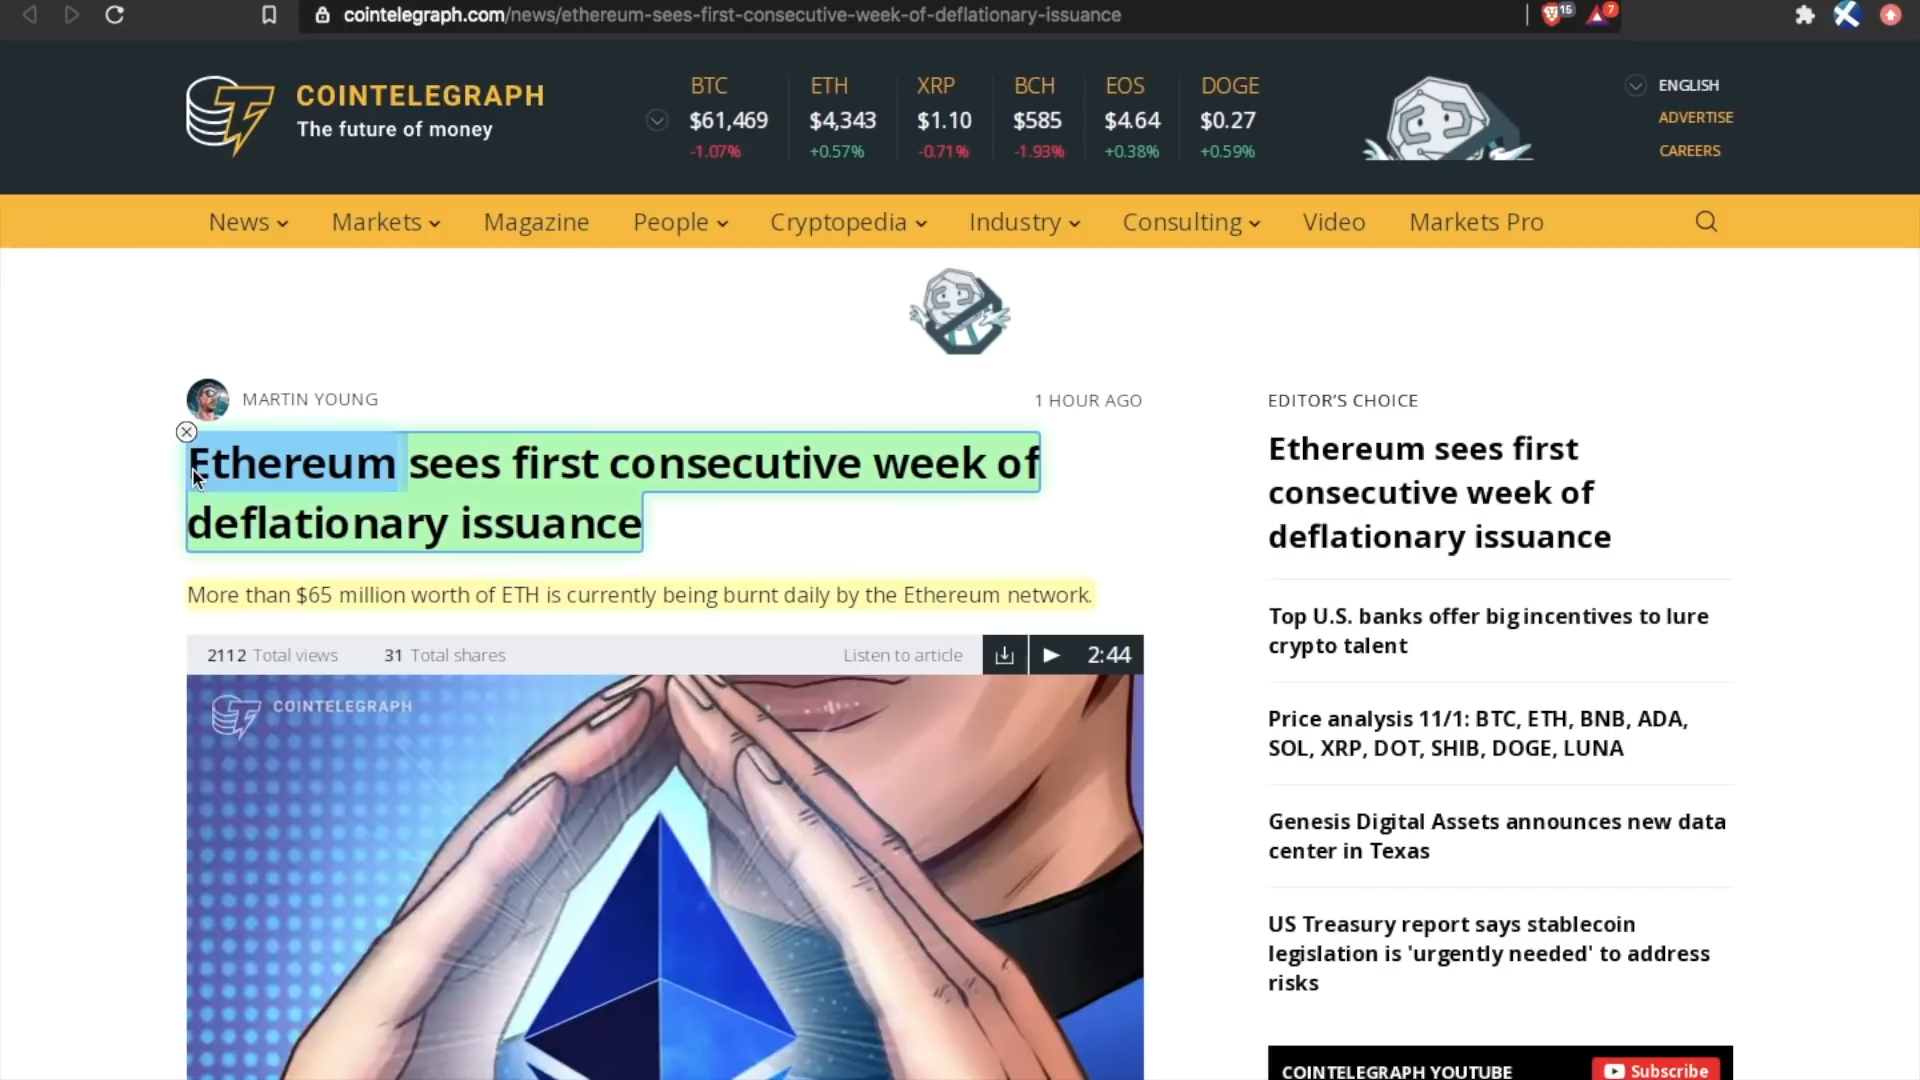 cointelegraph.com/news/ethereum-sees-first-consecutive-week-of-deflationary-issuance
15
7
COINTELEGRAPH
The future of money
BTC
$61,469
-1.07%
ETH
$4,343
+0.57%
XRP
$1.10
-0.71%
BCH
$585
-1.93%
EOS
$4.64
+0.38%
DOGE
$0.27
+0.59%
ENGLISH
ADVERTISE
CAREERS
News
Markets
Magazine
People
Cryptopedia
Industry
Consulting
Video
Markets Pro
MARTIN YOUNG
1 HOUR AGO
Ethereum sees first consecutive week of
deflationary issuance
More than $65 million worth of ETH is currently being burnt daily by the Ethereum network.
2112 Total views
31 Total shares
Listen to article
2:44
COINTELEGRAPH
EDITOR'S CHOICE
Ethereum sees first
consecutive week of
deflationary issuance
Top U.S. banks offer big incentives to lure
crypto talent
Price analysis 11/1: BTC, ETH, BNB, ADA,
SOL, XRP, DOT, SHIB, DOGE, LUNA
Genesis Digital Assets announces new data
center in Texas
US Treasury report says stablecoin
legislation is 'urgently needed' to address
risks
COINTELEGRAPH YOUTUBE
Subscribe